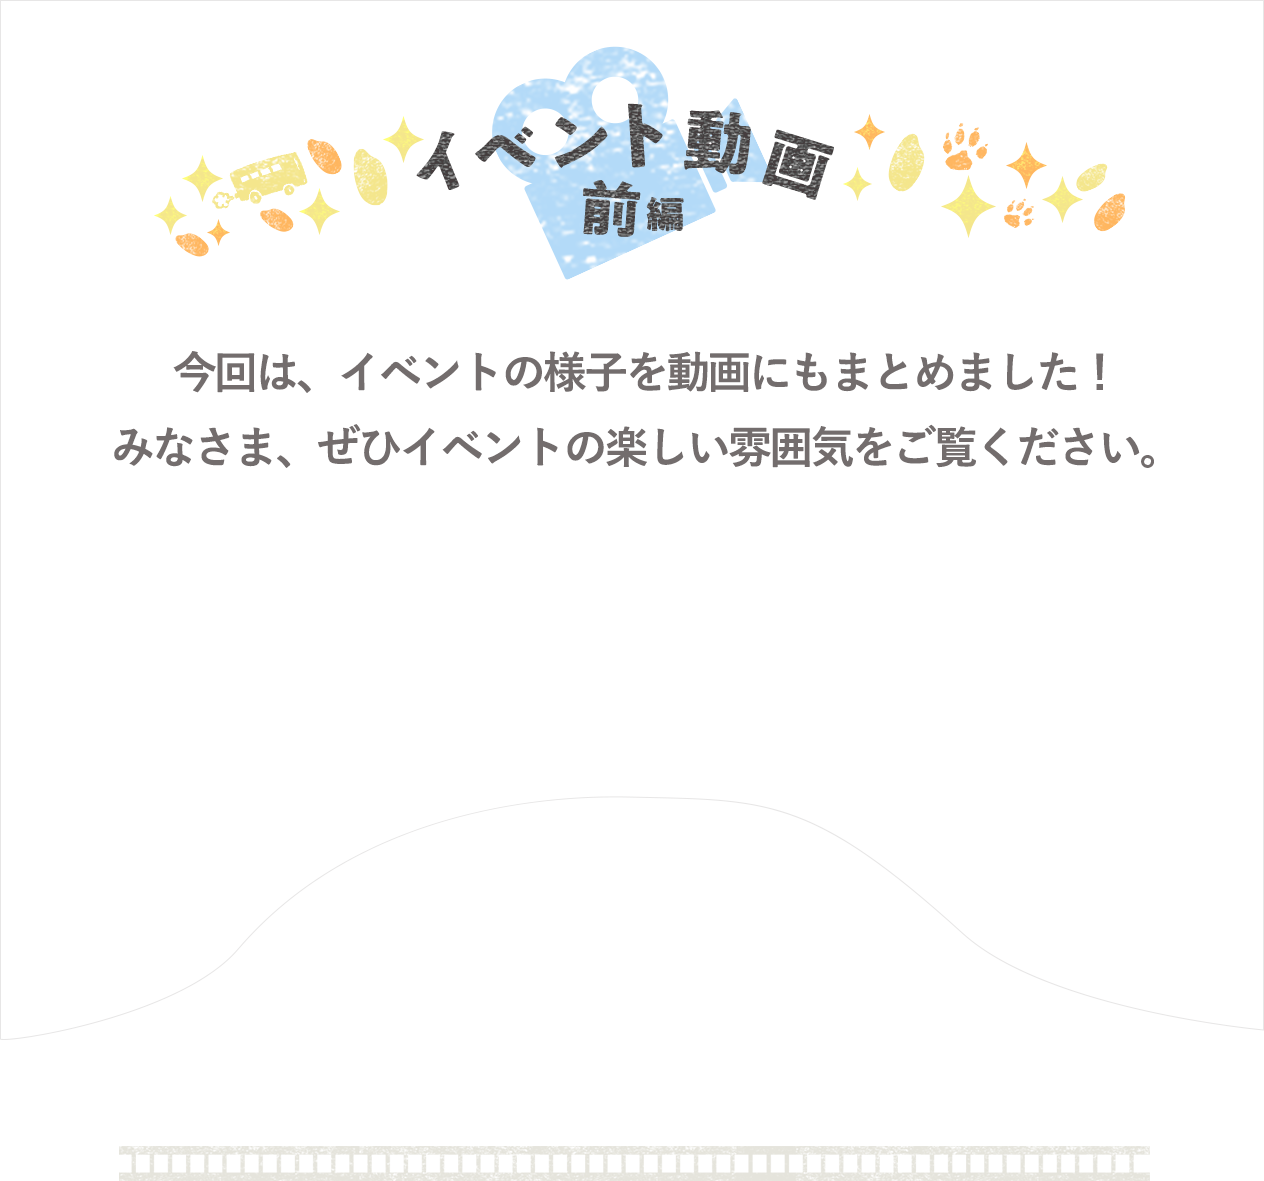 イベント動画
前編
今回は、イベントの様子を動画にもまとめました！
みなさま、ぜひイベントの楽しい雰囲気をご覧ください。